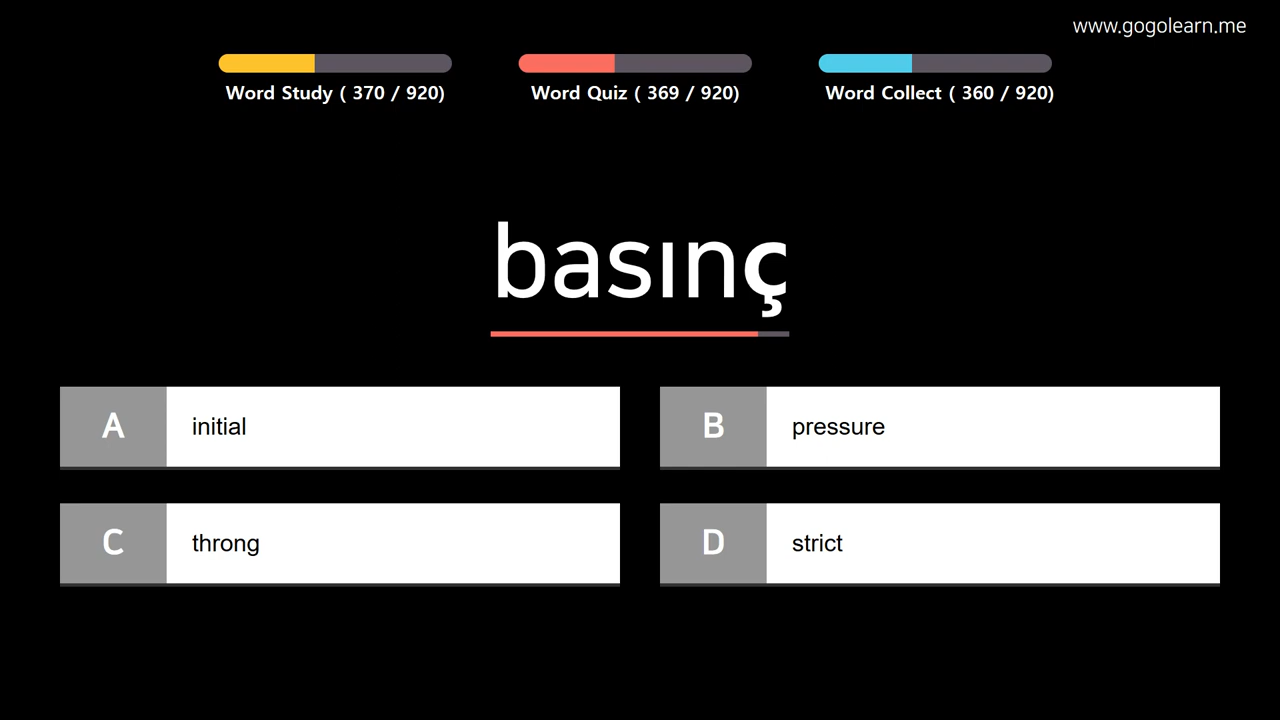 www.gogolearn.me
Word Study ( 370 / 920)
Word Quiz ( 369 / 920)
Word Collect ( 360 / 920)
basınç
A initial
B pressure
C throng
D strict